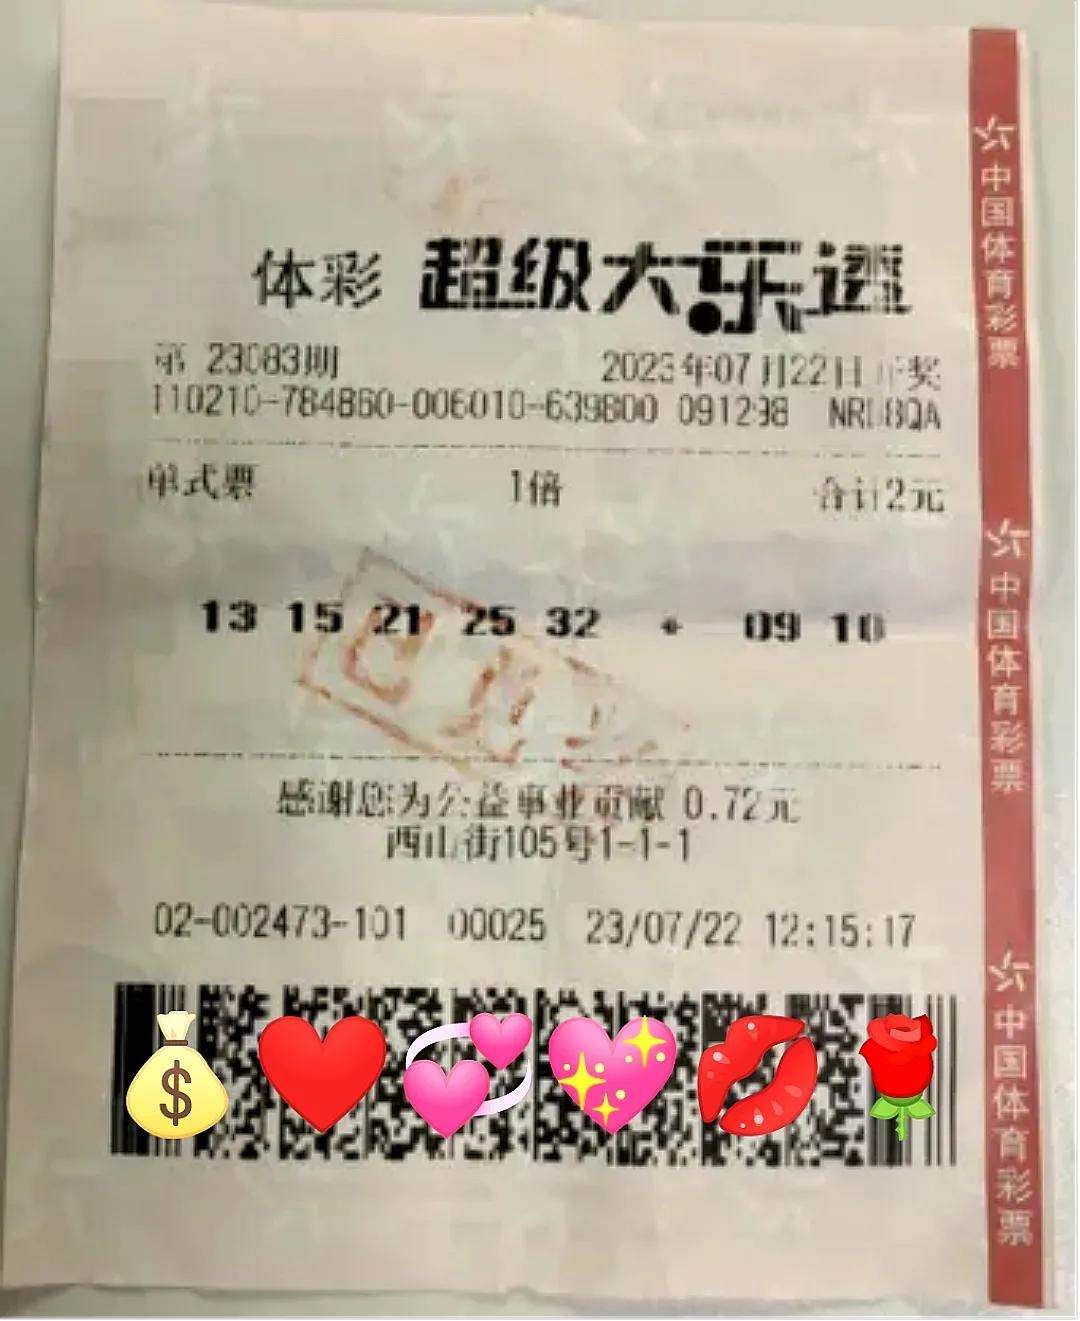 体彩 超级大乐透
第 23083期 2023年07月22日开奖
110210-784860-006010-639800 091298
单式票 1倍 合计2元
13 15 21 25 32 + 09 10
感谢您为公益事业贡献 0.72元
西山街105号1-1-1
02-002473-101 00025 23/07/22 12:15:17
中国体育彩票
中国体育彩票
中国体育彩票